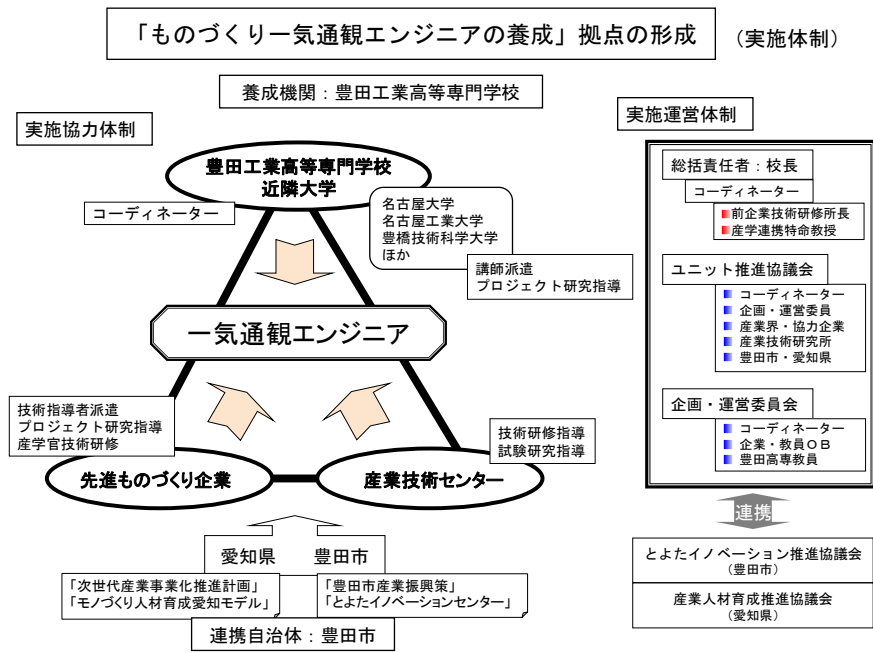 「ものづくり一気通観エンジニアの養成」拠点の形成
(実施体制)
養成機関:豊田工業高等専門学校
実施協力体制
豊田工業高等専門学校
近隣大学
コーディネーター
名古屋大学
名古屋工業大学
豊橋技術科学大学
ほか
講師派遣
プロジェクト研究指導
一気通観エンジニア
技術指導者派遣
プロジェクト研究指導
産学官技術研修
技術研修指導
試験研究指導
先進ものづくり企業
産業技術センター
愛知県 豊田市
「次世代産業事業化推進計画」
「モノづくり人材育成愛知モデル」
「豊田市産業振興策」
「とよたイノベーションセンター」
連携自治体:豊田市
実施運営体制
総括責任者:校長
コーディネーター
前企業技術研修所長
産学連携特命教授
ユニット推進協議会
コーディネーター
企画・運営委員
産業界・協力企業
産業技術研究所
豊田市・愛知県
企画・運営委員会
コーディネーター
企業・教員OB
豊田高専教員
連携
とよたイノベーション推進協議会
(豊田市)
産業人材育成推進協議会
(愛知県)